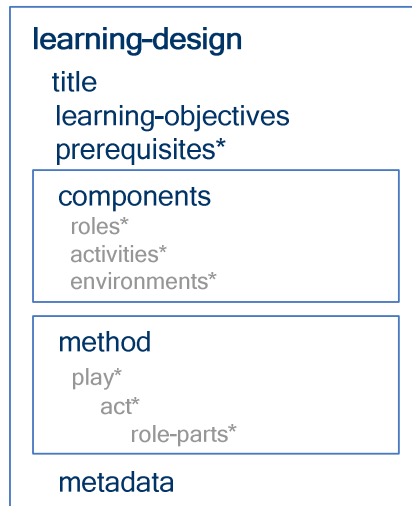 learning-design
title
learning-objectives
prerequisites*
components
roles*
activities*
environments*
method
play*
act*
role-parts*
metadata